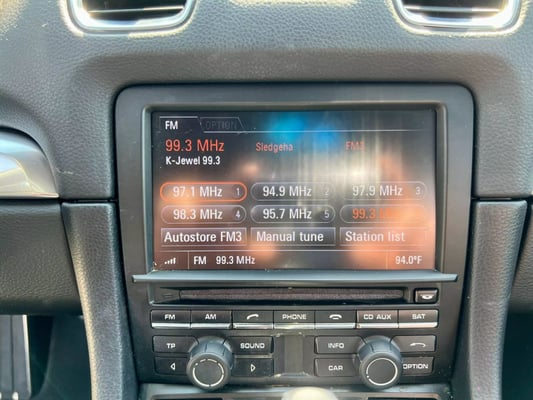 FM OPTION
99.3 MHz Sledgeha FM3
K-Jewel 99.3
97.1 MHz 1 94.9 MHz 2 97.9 MHz 3
98.3 MHz 4 95.7 MHz 5 99.3
Autostore FM3 Manual tune Station list
FM 99.3 MHz 94.0°F
FM AM PHONE CD AUX SAT
TP SOUND INFO
CAR OPTION